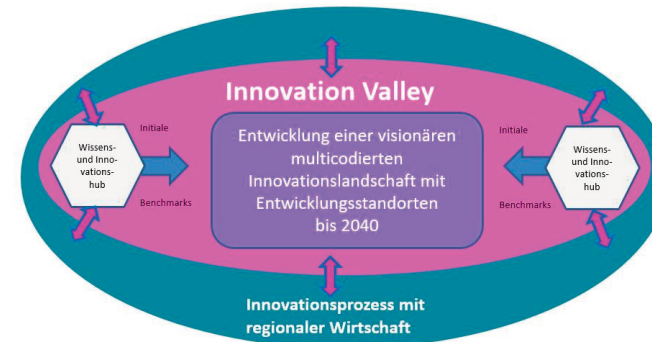 Innovation Valley
Initiale
Wissens-
und Inno-
vations-
hub
Benchmarks
Entwicklung einer visionären
multicodierten
Innovationslandschaft mit
Entwicklungsstandorten
bis 2040
Initiale
Wissens-
und Inno-
vations-
hub
Benchmarks
Innovationsprozess mit
regionaler Wirtschaft